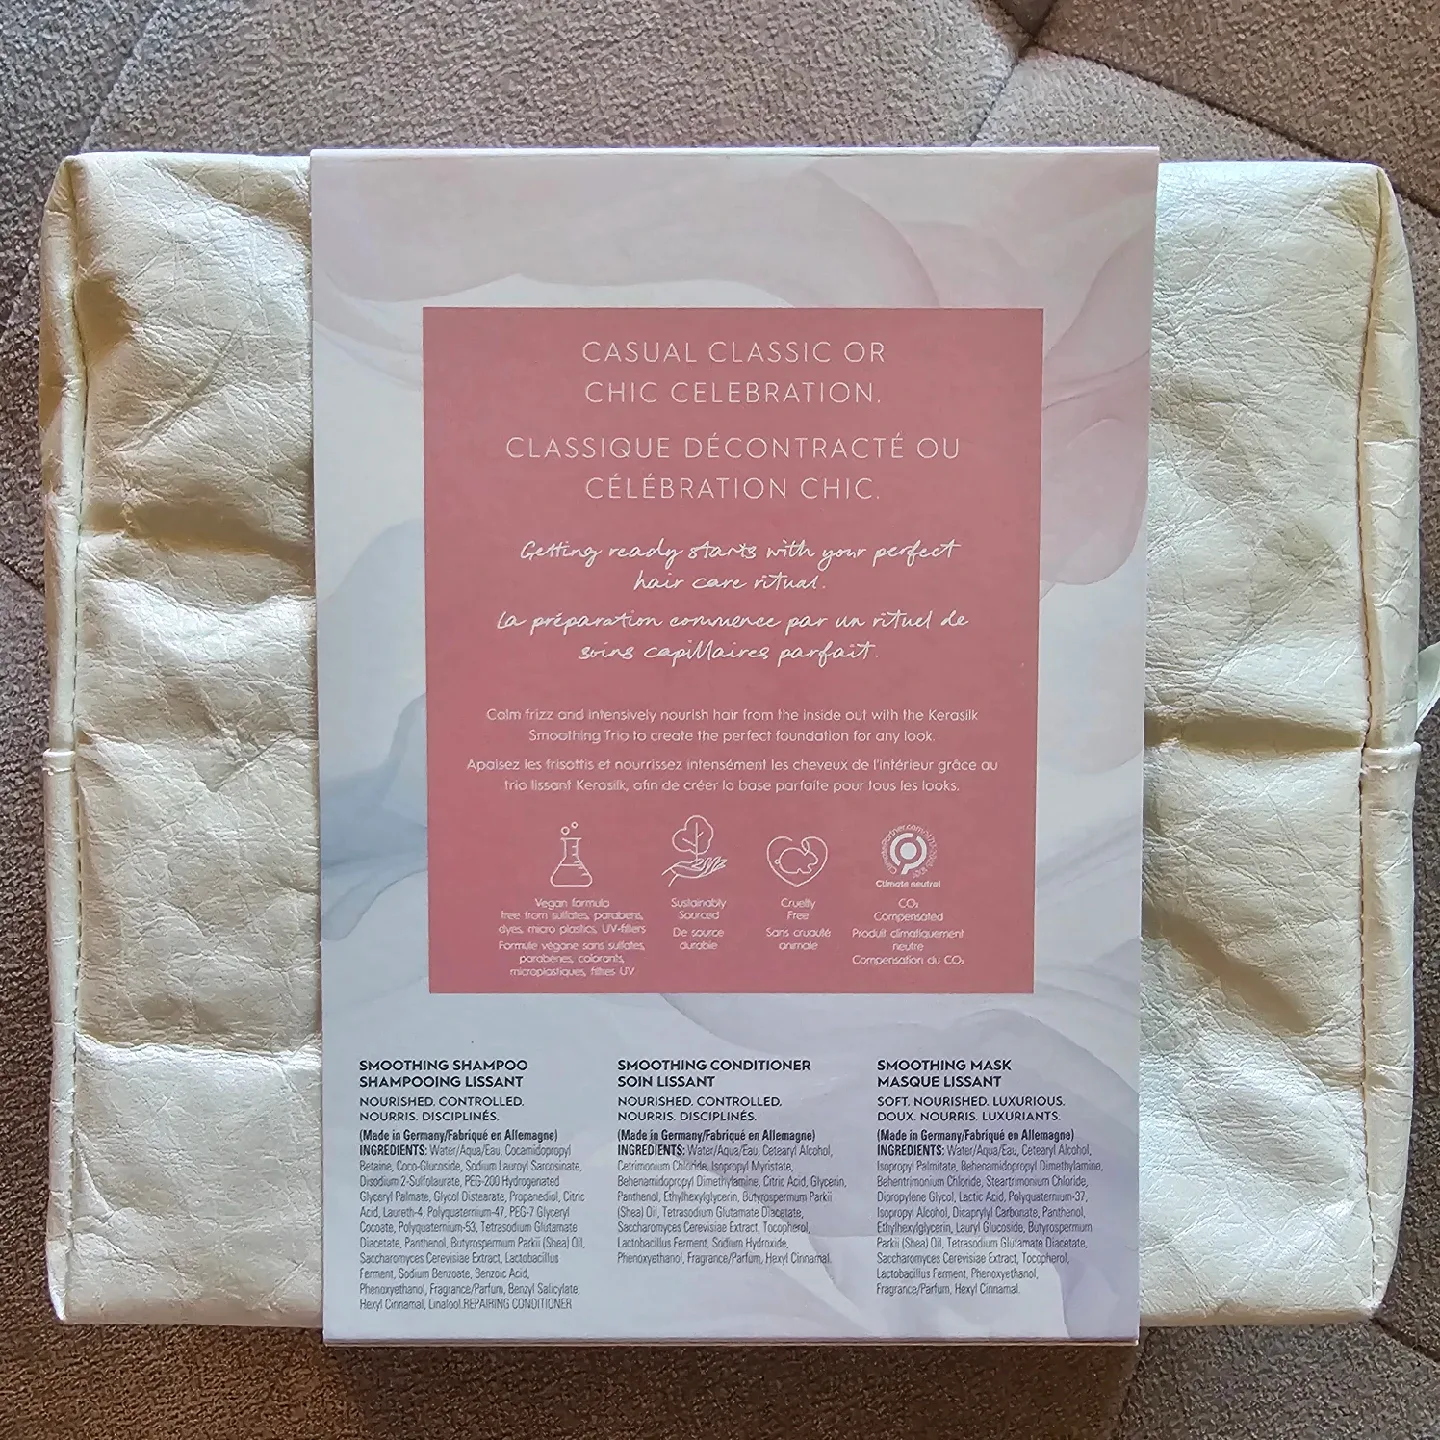 CASUAL CLASSIC OR
CHIC CELEBRATION.
CLASSIQUE DÉCONTRACTÉ OU
CÉLÉBRATION CHIC.
Getting ready starts with your perfect
hair care ritual.
La préparation commence par un rituel de
soins capillaires parfait.
Calm frizz and intensively nourish hair from the inside out with the Kerasilk
Smoothing Trio to create the perfect foundation for any look.
Apaisez les frisottis et nourrissez intensément les cheveux de l'intérieur grâce au
trio lissant Kerasilk, afin de créer la base parfaite pour tous les looks.
Vegan formula
free from sulfates, parabens,
dyes, micro plastics, UV-filters
Formule végane sans sulfates,
parabènes, colorants,
microplastiques, filtres UV
Sustainably
Sourced
De source
durable
Cruelty
Free
Sans cruauté
animale
Climate neutral
CO₂
Compensated
Produit climatiquement
neutre
Compensation du CO₂
SMOOTHING SHAMPOO
SHAMPOOING LISSANT
NOURISHED. CONTROLLED.
NOURRIS. DISCIPLINÉS.
(Made in Germany/Fabriqué en Allemagne)
INGREDIENTS: Water/Aqua/Eau, Cocamidopropyl
Betaine, Coco-Glucoside, Sodium Lauroyl Sarcosinate,
Disodium 2-Sulfolaurate, PEG-200 Hydrogenated
Glyceryl Palmate, Glycol Distearate, Propanediol, Citric
Acid, Laureth-4, Polyquaternium-47, PEG-7 Glyceryl
Cocoate, Polyquaternium-53, Tetrasodium Glutamate
Diacetate, Panthenol, Butyrospermum Parkii (Shea) Oil,
Saccharomyces Cerevisiae Extract, Lactobacillus
Ferment, Sodium Benzoate, Benzoic Acid,
Phenoxyethanol, Fragrance/Parfum, Benzyl Salicylate,
Hexyl Cinnamal, Linalool.REPAIRING CONDITIONER
SMOOTHING CONDITIONER
SOIN LISSANT
NOURISHED. CONTROLLED.
NOURRIS. DISCIPLINÉS.
(Made in Germany/Fabriqué en Allemagne)
INGREDIENTS: Water/Aqua/Eau, Cetearyl Alcohol,
Cetrimonium Chloride, Isopropyl Myristate,
Behenamidopropyl Dimethylamine, Citric Acid, Glycerin,
Panthenol, Ethylhexylglycerin, Butyrospermum Parkii
(Shea) Oil, Tetrasodium Glutamate Diacetate,
Saccharomyces Cerevisiae Extract, Tocopherol,
Lactobacillus Ferment, Sodium Hydroxide,
Phenoxyethanol, Fragrance/Parfum, Hexyl Cinnamal.
SMOOTHING MASK
MASQUE LISSANT
SOFT. NOURISHED. LUXURIOUS.
DOUX. NOURRIS. LUXURIANTS.
(Made in Germany/Fabriqué en Allemagne)
INGREDIENTS: Water/Aqua/Eau, Cetearyl Alcohol,
Isopropyl Palmitate, Behenamidopropyl Dimethylamine,
Behentrimonium Chloride, Steartrimonium Chloride,
Dipropylene Glycol, Lactic Acid, Polyquaternium-37,
Isopropyl Alcohol, Dicaprylyl Carbonate, Panthenol,
Ethylhexylglycerin, Lauryl Glucoside, Butyrospermum
Parkii (Shea) Oil, Tetrasodium Glutamate Diacetate,
Saccharomyces Cerevisiae Extract, Tocopherol,
Lactobacillus Ferment, Phenoxyethanol,
Fragrance/Parfum, Hexyl Cinnamal.